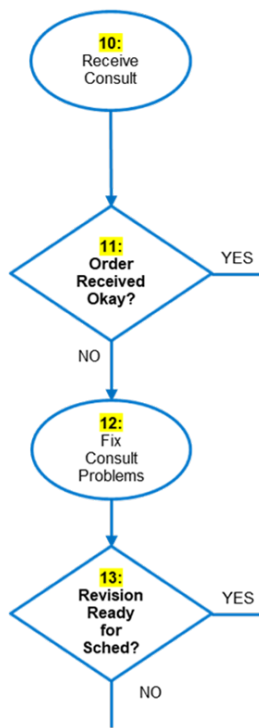 10:
Receive
Consult
11:
Order
Received
Okay?
YES
NO
12:
Fix
Consult
Problems
13:
Revision
Ready
for
Sched?
YES
NO